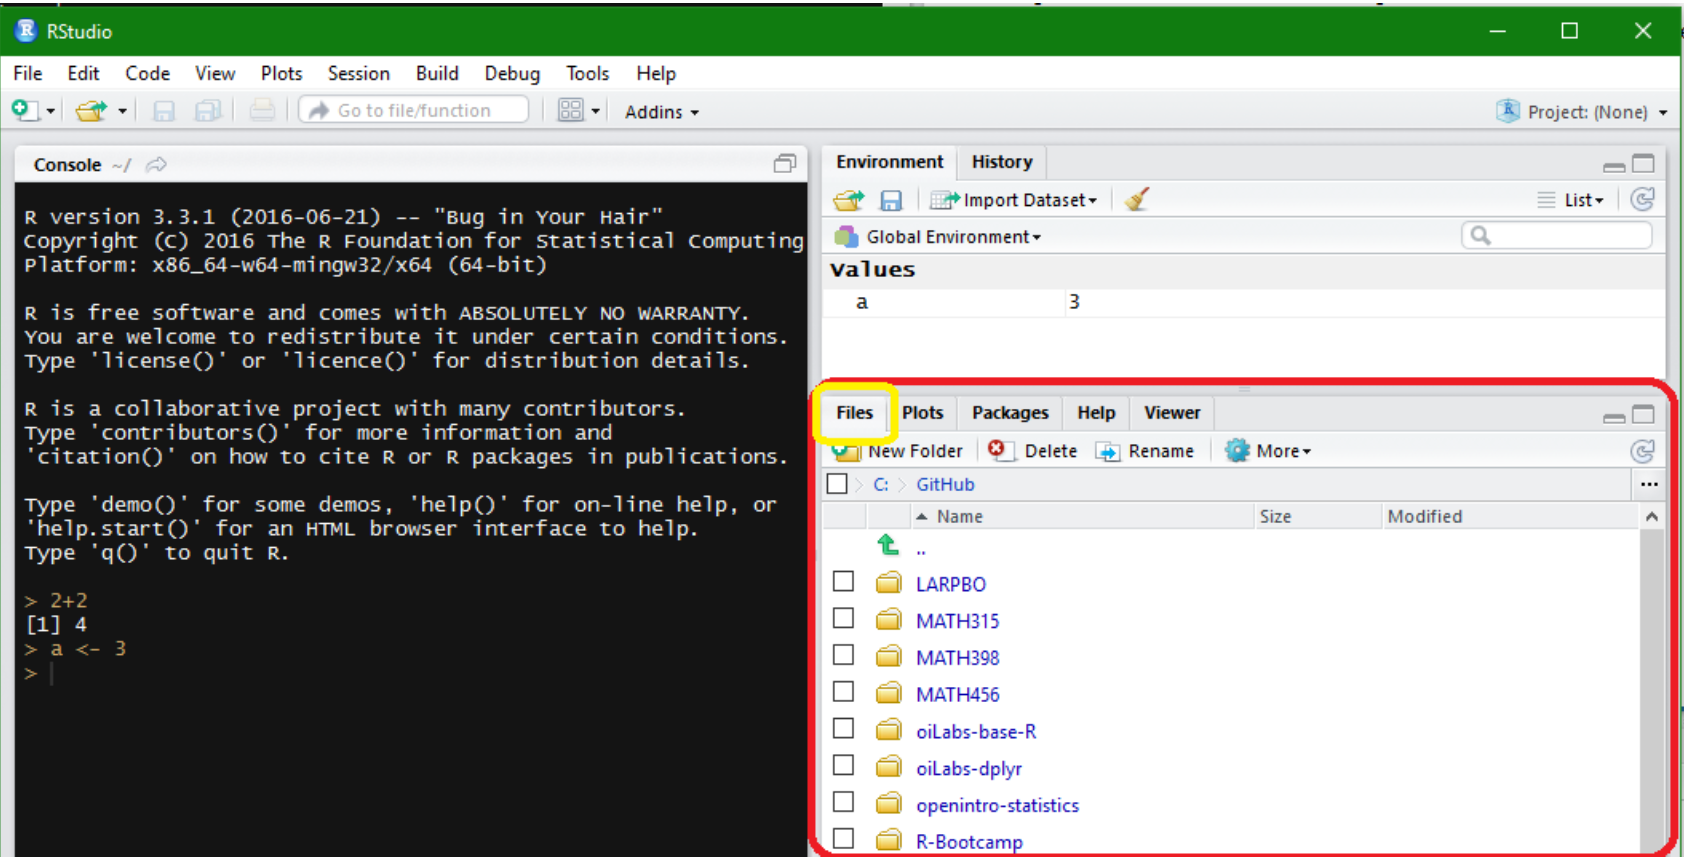 RStudio
File Edit Code View Plots Session Build Debug Tools Help
Go to file/function Addins Project: (None)
Console ~/
R version 3.3.1 (2016-06-21) -- "Bug in Your Hair"
Copyright (C) 2016 The R Foundation for Statistical Computing
Platform: x86_64-w64-mingw32/x64 (64-bit)
R is free software and comes with ABSOLUTELY NO WARRANTY.
You are welcome to redistribute it under certain conditions.
Type 'license()' or 'licence()' for distribution details.
R is a collaborative project with many contributors.
Type 'contributors()' for more information and
'citation()' on how to cite R or R packages in publications.
Type 'demo()' for some demos, 'help()' for on-line help, or
'help.start()' for an HTML browser interface to help.
Type 'q()' to quit R.
> 2+2
[1] 4
> a <- 3
>
Environment History
Import Dataset List
Global Environment
Values
a 3
Files Plots Packages Help Viewer
New Folder Delete Rename More
C: GitHub ...
Name Size Modified
..
LARPBO
MATH315
MATH398
MATH456
oiLabs-base-R
oiLabs-dplyr
openintro-statistics
R-Bootcamp